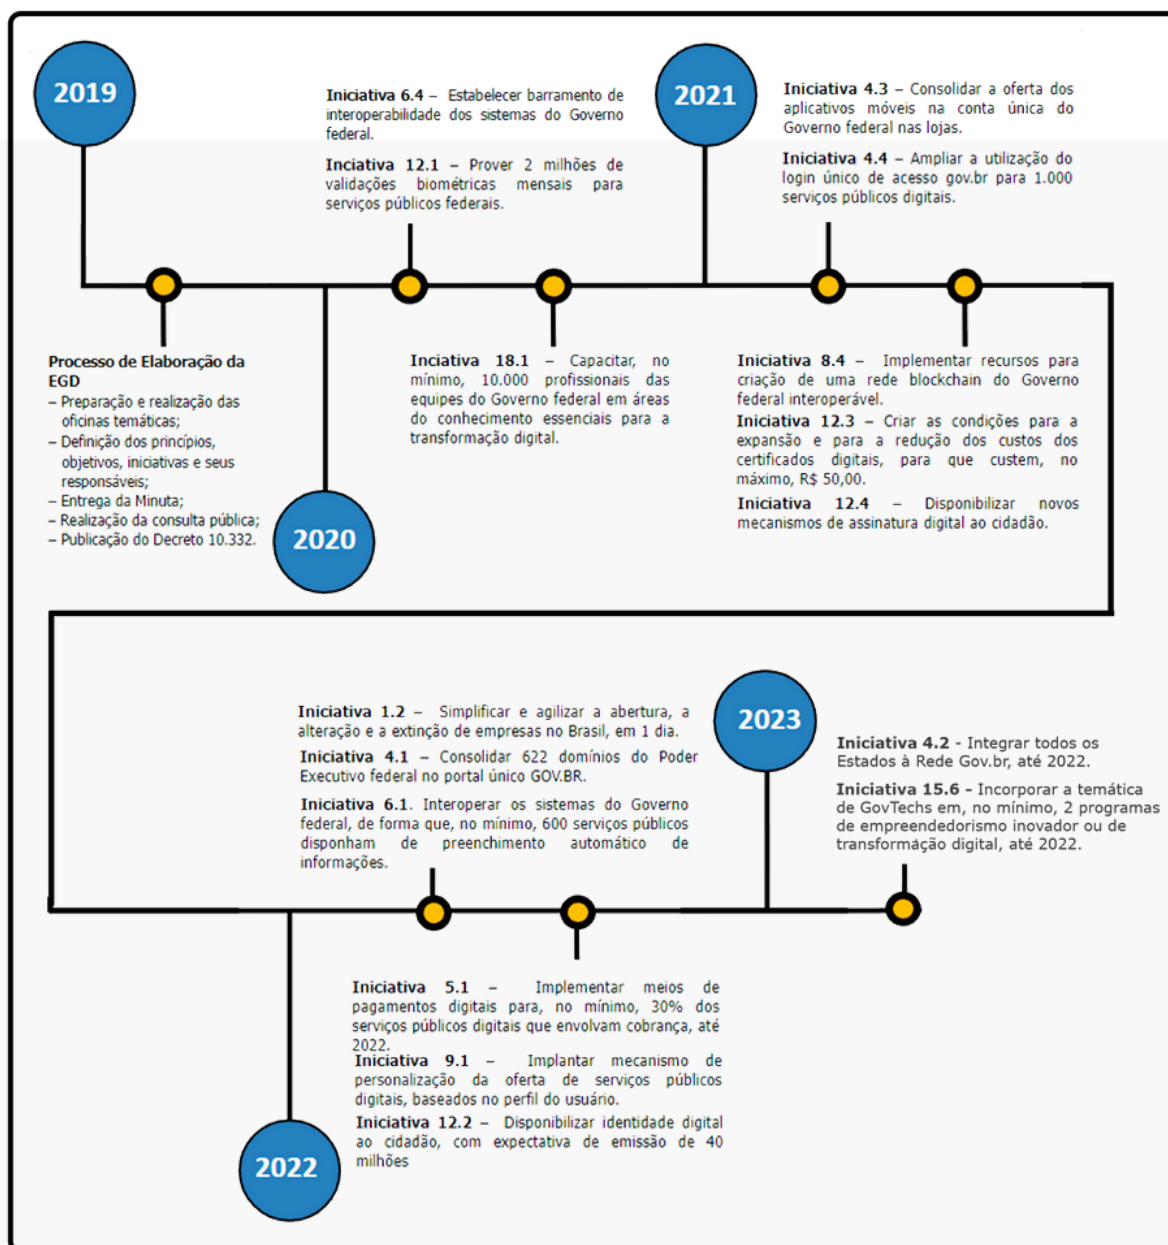 2019
Iniciativa 6.4 – Estabelecer barramento de
interoperabilidade dos sistemas do Governo
federal.
Inciativa 12.1 – Prover 2 milhões de
validações biométricas mensais para
serviços públicos federais.
2021
Iniciativa 4.3 – Consolidar a oferta dos
aplicativos móveis na conta única do
Governo federal nas lojas.
Iniciativa 4.4 – Ampliar a utilização do
login único de acesso gov.br para 1.000
serviços públicos digitais.
Processo de Elaboração da
EGD
– Preparação e realização das
oficinas temáticas;
– Definição dos princípios,
objetivos, iniciativas e seus
responsáveis;
– Entrega da Minuta;
– Realização da consulta pública;
– Publicação do Decreto 10.332.
2020
Inciativa 18.1 – Capacitar, no
mínimo, 10.000 profissionais das
equipes do Governo federal em áreas
do conhecimento essenciais para a
transformação digital.
Iniciativa 8.4 – Implementar recursos para
criação de uma rede blockchain do Governo
federal interoperável.
Iniciativa 12.3 – Criar as condições para a
expansão e para a redução dos custos dos
certificados digitais, para que custem, no
máximo, R$ 50,00.
Iniciativa 12.4 – Disponibilizar novos
mecanismos de assinatura digital ao cidadão.
Iniciativa 1.2 – Simplificar e agilizar a abertura, a
alteração e a extinção de empresas no Brasil, em 1 dia.
Iniciativa 4.1 – Consolidar 622 domínios do Poder
Executivo federal no portal único GOV.BR.
Iniciativa 6.1. Interoperar os sistemas do Governo
federal, de forma que, no mínimo, 600 serviços públicos
disponham de preenchimento automático de
informações.
2023
Iniciativa 4.2 - Integrar todos os
Estados à Rede Gov.br, até 2022.
Iniciativa 15.6 - Incorporar a temática
de GovTechs em, no mínimo, 2 programas
de empreendedorismo inovador ou de
transformação digital, até 2022.
Iniciativa 5.1 – Implementar meios de
pagamentos digitais para, no mínimo, 30% dos
serviços públicos digitais que envolvam cobrança, até
2022.
Iniciativa 9.1 – Implantar mecanismo de
personalização da oferta de serviços públicos
digitais, baseados no perfil do usuário.
Iniciativa 12.2 – Disponibilizar identidade digital
ao cidadão, com expectativa de emissão de 40
milhões
2022